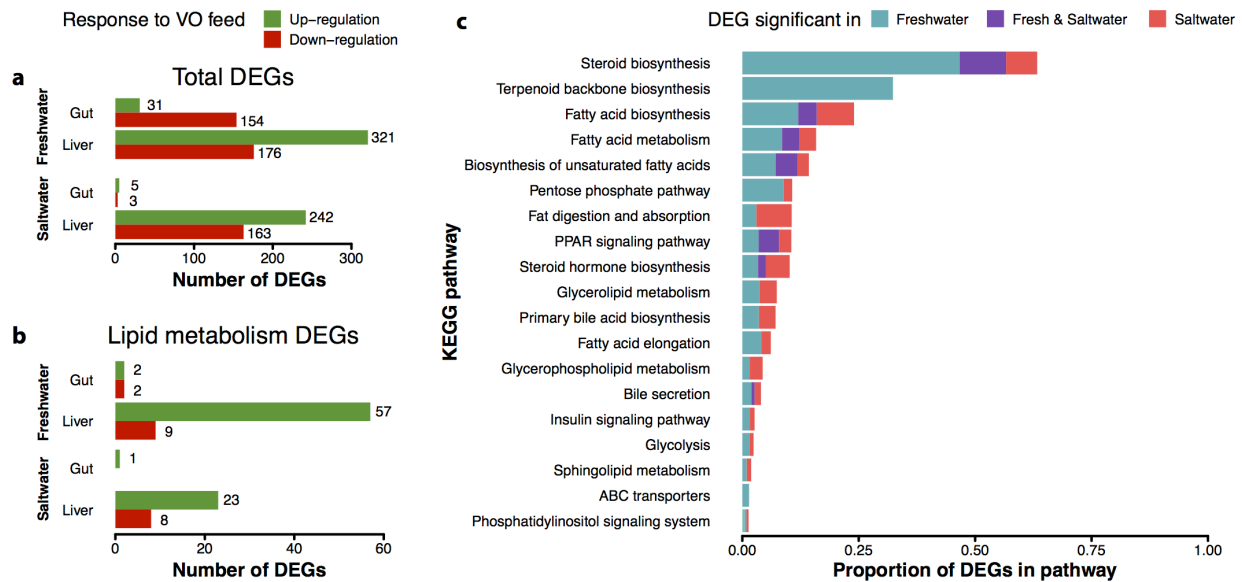 Response to VO feed
Up-regulation
Down-regulation
a
Total DEGs
Freshwater
Gut
31
154
Liver
321
176
Saltwater
Gut
5
3
Liver
242
163
0 100 200 300
Number of DEGs
b
Lipid metabolism DEGs
Freshwater
Gut
2
2
Liver
57
9
Saltwater
Gut
1
Liver
23
8
0 20 40 60
Number of DEGs
c
DEG significant in Freshwater Fresh & Saltwater Saltwater
KEGG pathway
Steroid biosynthesis
Terpenoid backbone biosynthesis
Fatty acid biosynthesis
Fatty acid metabolism
Biosynthesis of unsaturated fatty acids
Pentose phosphate pathway
Fat digestion and absorption
PPAR signaling pathway
Steroid hormone biosynthesis
Glycerolipid metabolism
Primary bile acid biosynthesis
Fatty acid elongation
Glycerophospholipid metabolism
Bile secretion
Insulin signaling pathway
Glycolysis
Sphingolipid metabolism
ABC transporters
Phosphatidylinositol signaling system
0.00 0.25 0.50 0.75 1.00
Proportion of DEGs in pathway